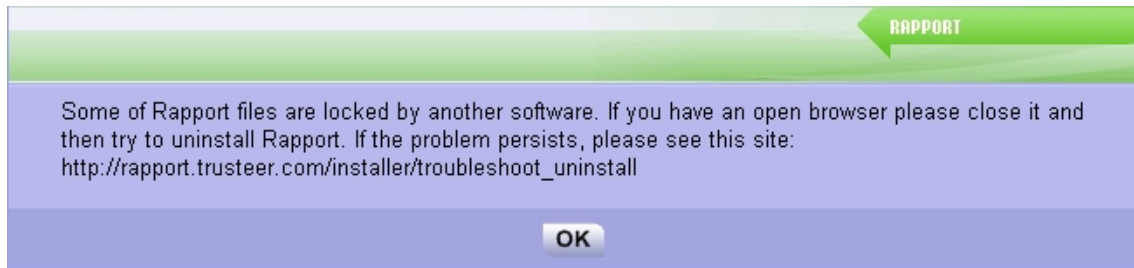 RAPPORT
Some of Rapport files are locked by another software. If you have an open browser please close it and
then try to uninstall Rapport. If the problem persists, please see this site:
http://rapport.trusteer.com/installer/troubleshoot_uninstall
OK